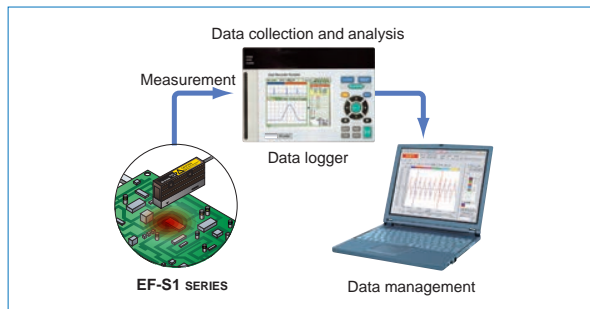 Data collection and analysis
Measurement
Data logger
EF-S1 SERIES
Data management